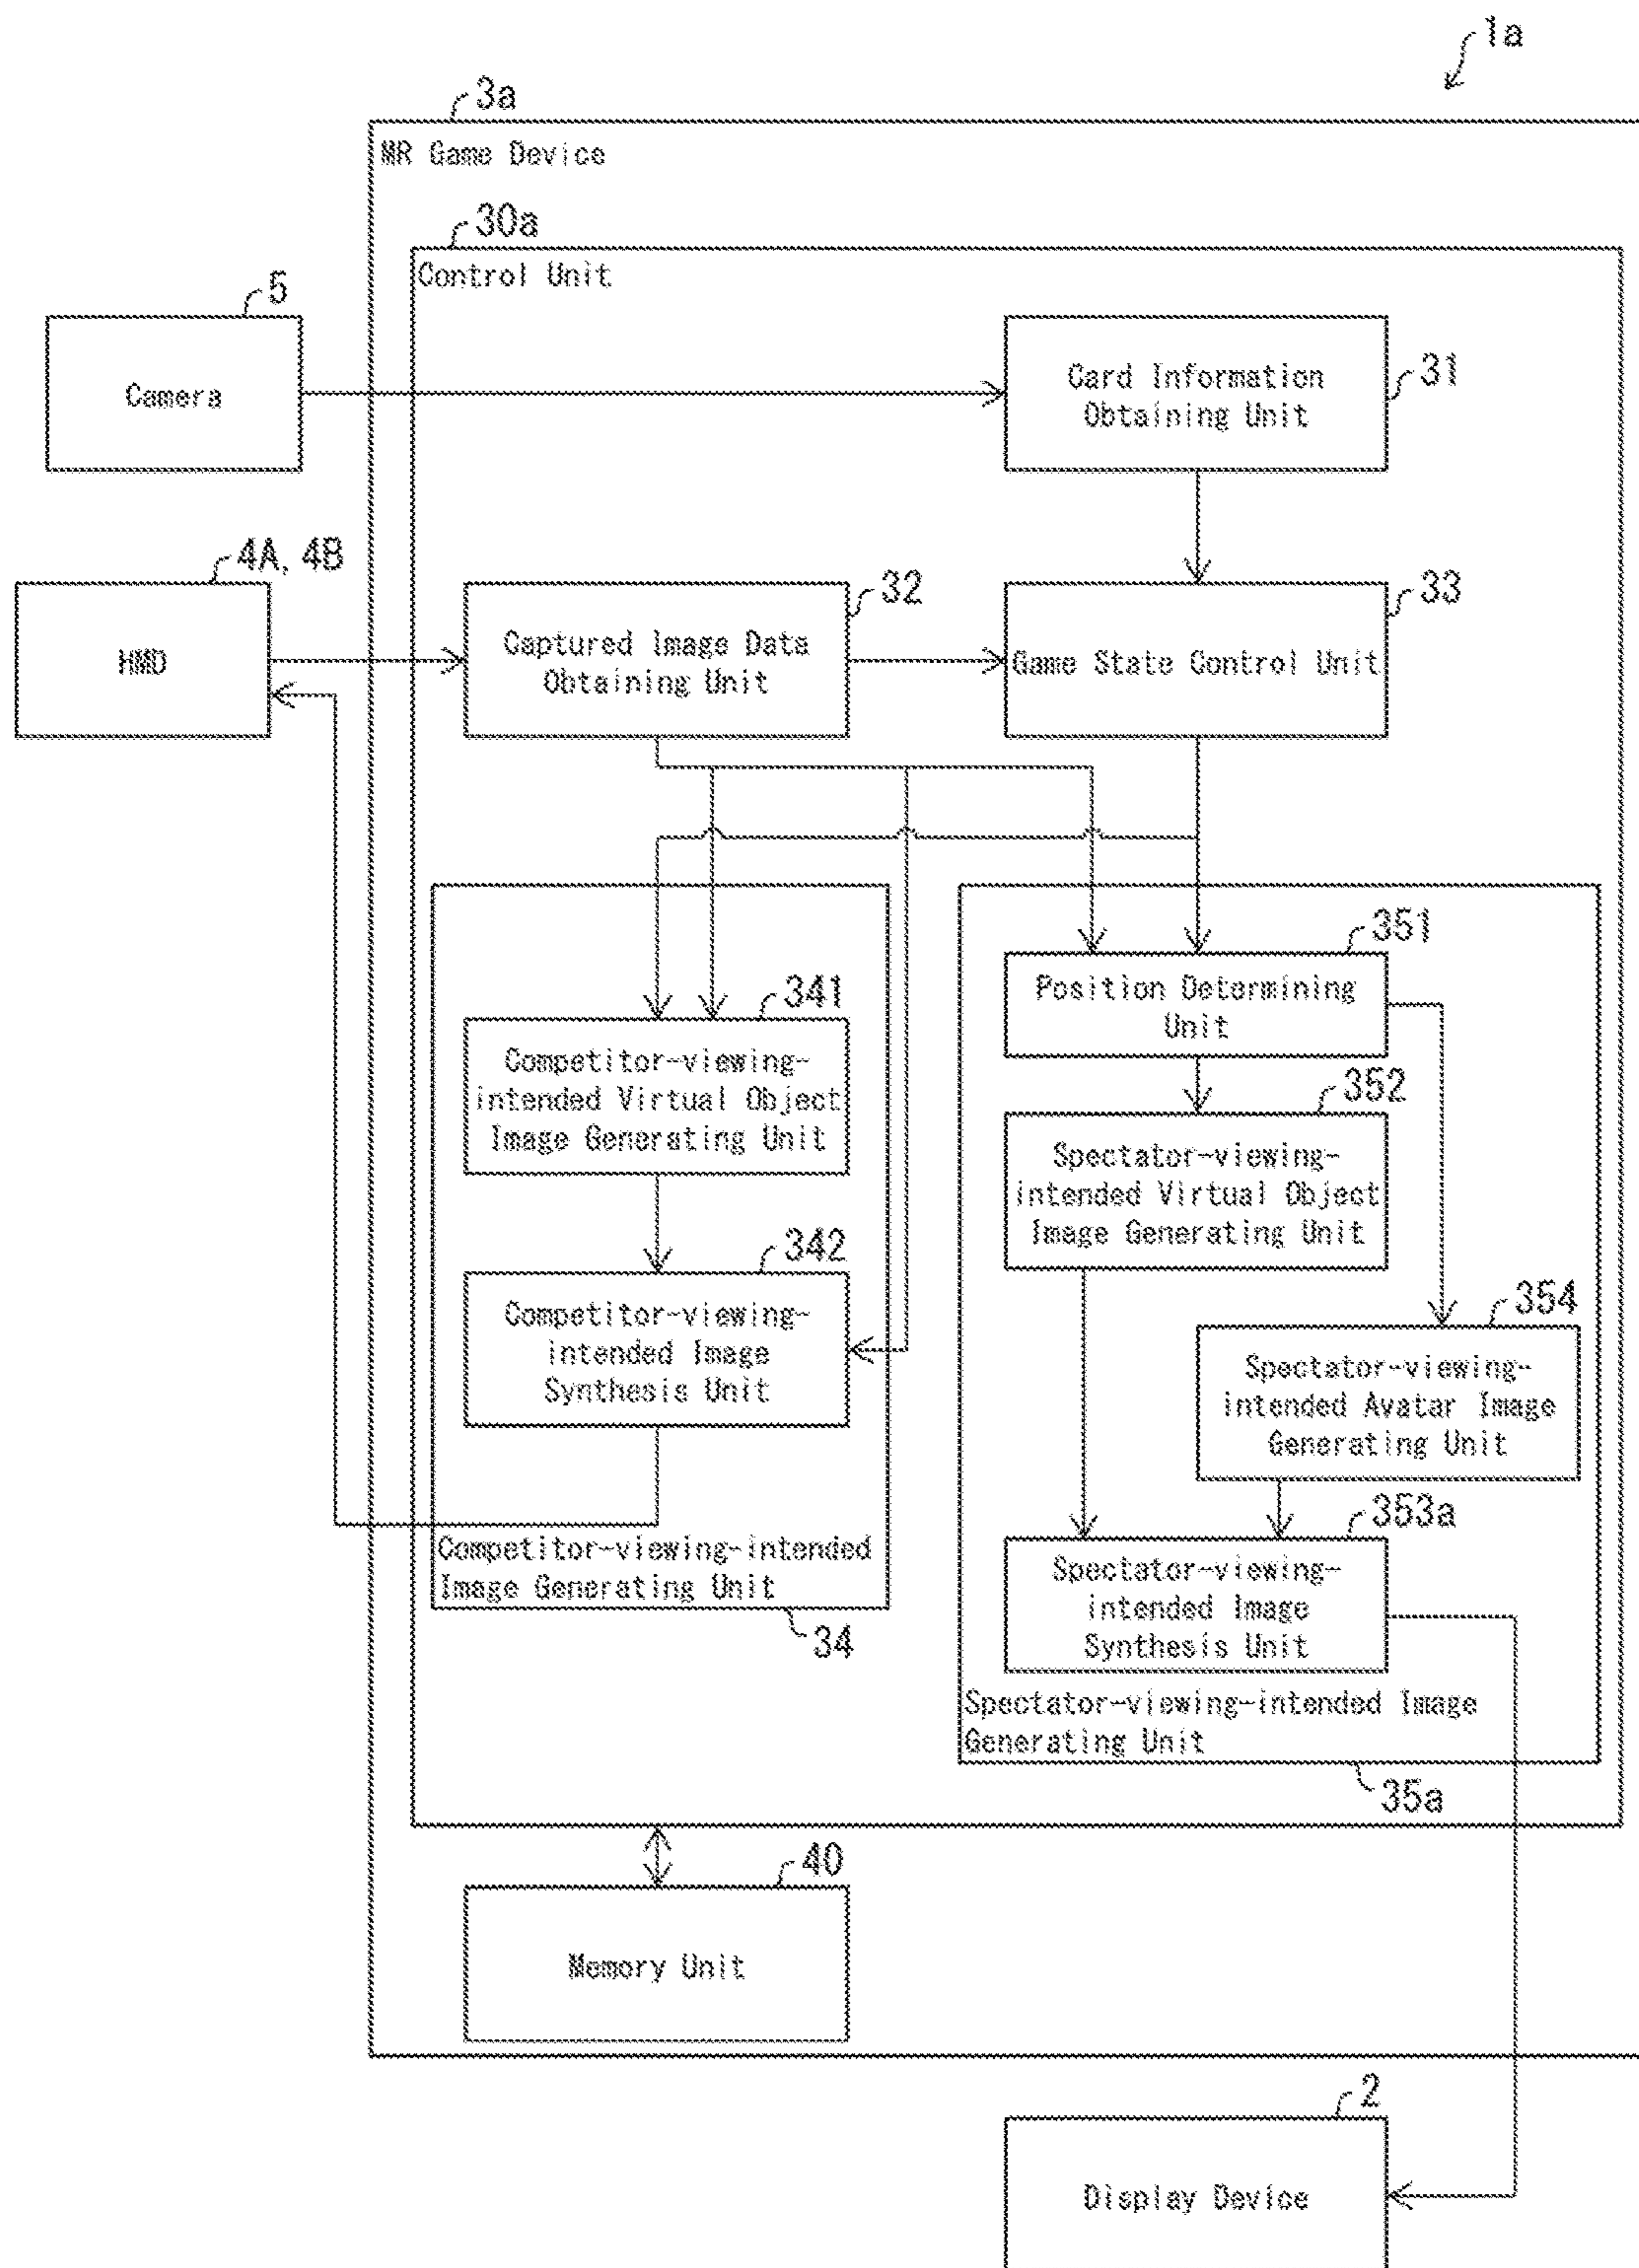 1a
3a
MR Game Device
30a
Control Unit
5
Camera
Card Information
Obtaining Unit
31
4A, 4B
HMD
32
Captured Image Data
Obtaining Unit
33
Game State Control Unit
351
Position Determining
Unit
341
Competitor-viewing-
intended Virtual Object
Image Generating Unit
352
Spectator-viewing-
intended Virtual Object
Image Generating Unit
342
Competitor-viewing-
intended Image
Synthesis Unit
354
Spectator-viewing-
intended Avatar Image
Generating Unit
353a
Spectator-viewing-
intended Image
Synthesis Unit
Competitor-viewing-intended
Image Generating Unit
34
Spectator-viewing-intended Image
Generating Unit
35a
40
Memory Unit
2
Display Device